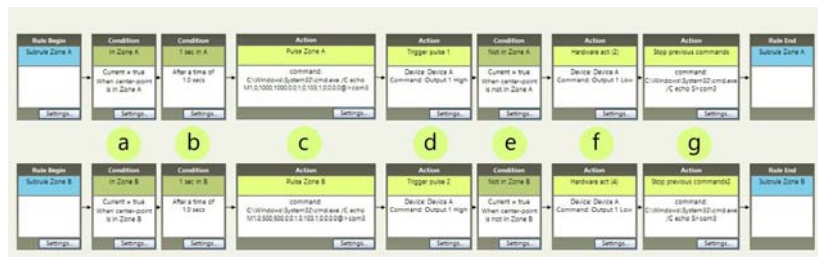 Rule Begin
Subrule Zone A
Settings...
Condition
In Zone A
Current = true
When center-point
is in Zone A
Settings...
Condition
1 sec in A
After a time of
1.0 secs
Settings...
Action
Pulse Zone A
command:
C:\Windows\System32\cmd.exe /C echo
M1,0,1000,1000,0,0,1,0,103,1,0,0,0,@>com3
Settings...
Action
Trigger pulse 1
Device: Device A
Command: Output 1 High
Settings...
Condition
Not in Zone A
Current = true
When center-point
is not in Zone A
Settings...
Action
Hardware act (2)
Device: Device A
Command: Output 1 Low
Settings...
Action
Stop previous commands
command:
C:\Windows\System32\cmd.exe
/C echo S>com3
Settings...
Rule End
Subrule Zone A
a
b
c
d
e
f
g
Rule Begin
Subrule Zone B
Settings...
Condition
In Zone B
Current = true
When center-point
is in Zone B
Settings...
Condition
1 sec in B
After a time of
1.0 secs
Settings...
Action
Pulse Zone B
command:
C:\Windows\System32\cmd.exe /C echo
M1,0,500,500,0,0,1,0,103,1,0,0,0,@>com3
Settings...
Action
Trigger pulse 2
Device: Device A
Command: Output 1 High
Settings...
Condition
Not in Zone B
Current = true
When center-point
is not in Zone B
Settings...
Action
Hardware act (4)
Device: Device A
Command: Output 1 Low
Settings...
Action
Stop previous commands2
command:
C:\Windows\System32\cmd.exe
/C echo S>com3
Settings...
Rule End
Subrule Zone B